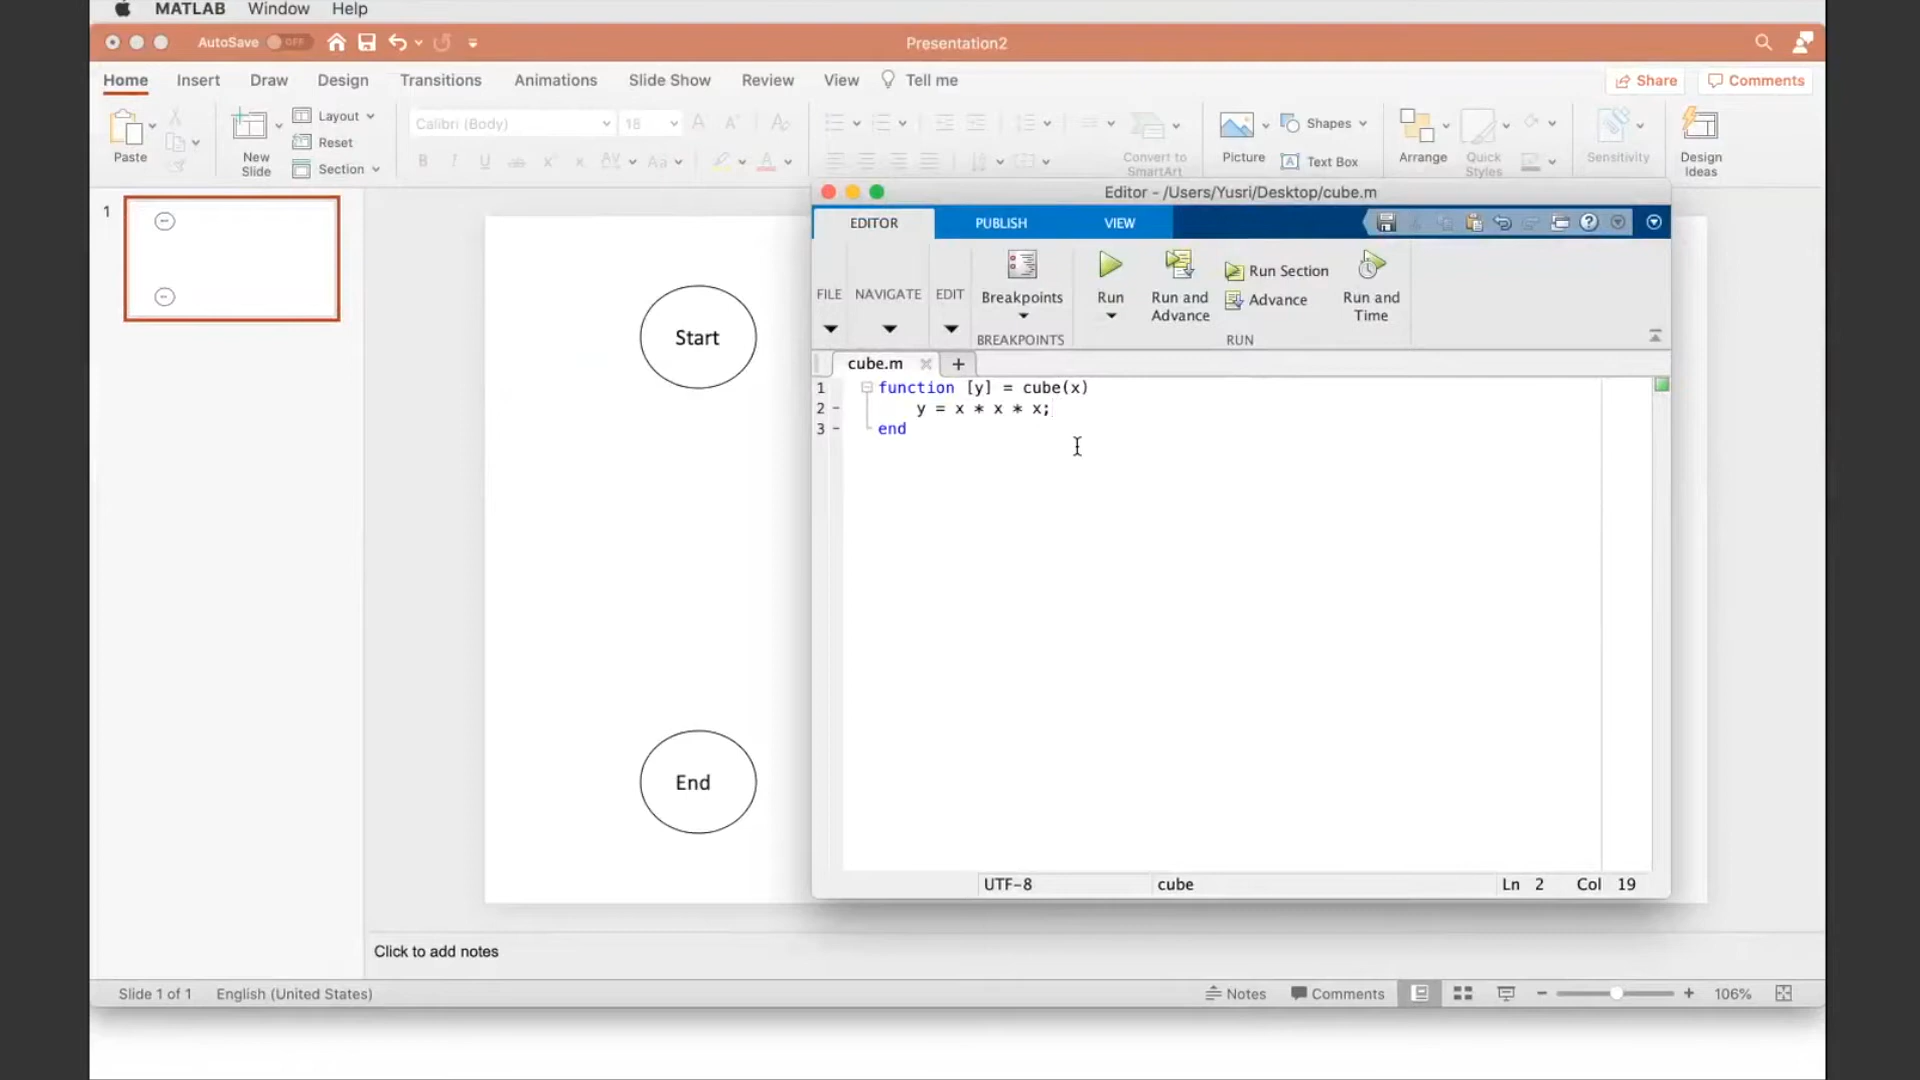 MATLAB Window Help
AutoSave OFF
Presentation2
Home Insert Draw Design Transitions Animations Slide Show Review View Tell me
Share Comments
Paste
New Slide
Layout
Reset
Section
Calibri (Body) 18
Convert to SmartArt
Picture
Shapes
Text Box
Arrange
Quick Styles
Sensitivity
Design Ideas
1
Start
End
Editor - /Users/Yusri/Desktop/cube.m
EDITOR PUBLISH VIEW
FILE NAVIGATE EDIT
Breakpoints
BREAKPOINTS
Run
Run and Advance
Run Section
Advance
Run and Time
RUN
cube.m
1 function [y] = cube(x)
2 - y = x * x * x;
3 - end
UTF-8 cube Ln 2 Col 19
Click to add notes
Slide 1 of 1 English (United States) Notes Comments 106%